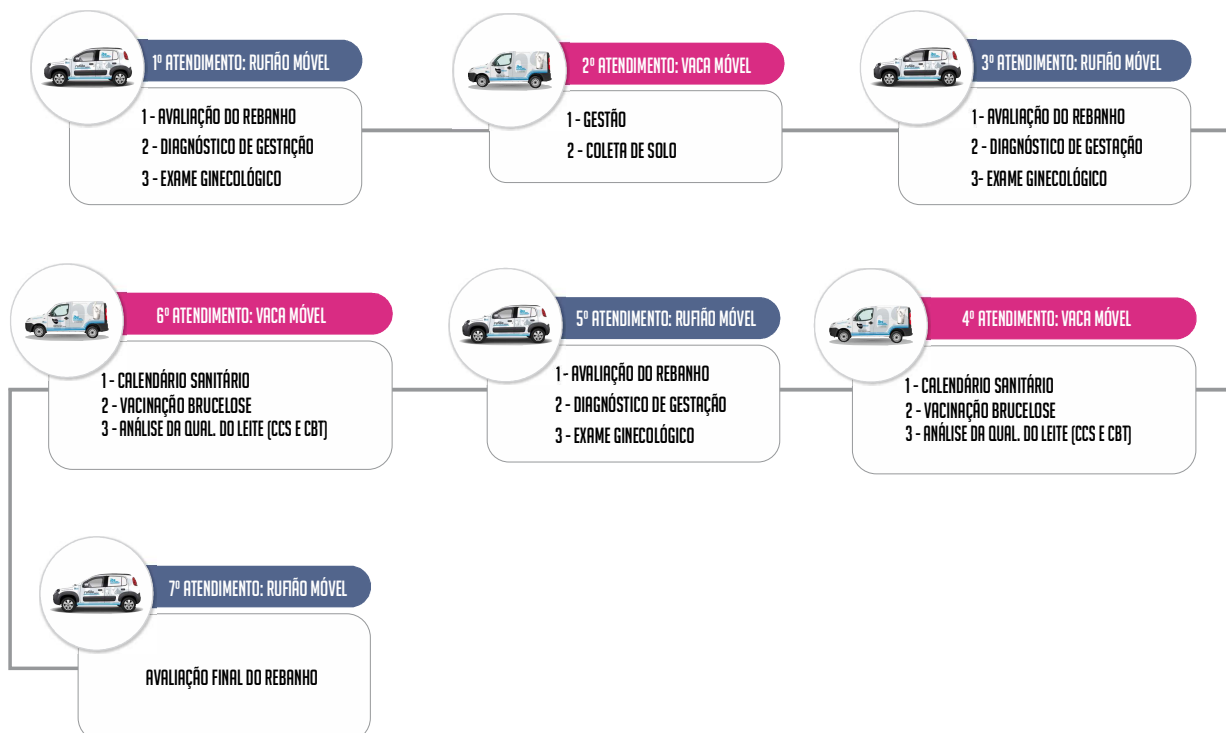 1º ATENDIMENTO: RUFIÃO MÓVEL
1 - AVALIAÇÃO DO REBANHO
2 - DIAGNÓSTICO DE GESTAÇÃO
3 - EXAME GINECOLÓGICO
2º ATENDIMENTO: VACA MÓVEL
1 - GESTÃO
2 - COLETA DE SOLO
3º ATENDIMENTO: RUFIÃO MÓVEL
1 - AVALIAÇÃO DO REBANHO
2 - DIAGNÓSTICO DE GESTAÇÃO
3- EXAME GINECOLÓGICO
6º ATENDIMENTO: VACA MÓVEL
1 - CALENDÁRIO SANITÁRIO
2 - VACINAÇÃO BRUCELOSE
3 - ANÁLISE DA QUAL. DO LEITE (CCS E CBT)
5º ATENDIMENTO: RUFIÃO MÓVEL
1 - AVALIAÇÃO DO REBANHO
2 - DIAGNÓSTICO DE GESTAÇÃO
3 - EXAME GINECOLÓGICO
4º ATENDIMENTO: VACA MÓVEL
1 - CALENDÁRIO SANITÁRIO
2 - VACINAÇÃO BRUCELOSE
3 - ANÁLISE DA QUAL. DO LEITE (CCS E CBT)
7º ATENDIMENTO: RUFIÃO MÓVEL
AVALIAÇÃO FINAL DO REBANHO